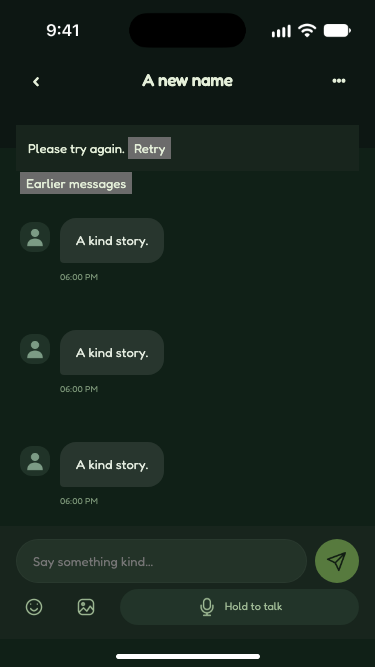 9:41
A new name
Please try again. Retry
Earlier messages
A kind story.
06:00 PM
A kind story.
06:00 PM
A kind story.
06:00 PM
Say something kind...
Hold to talk